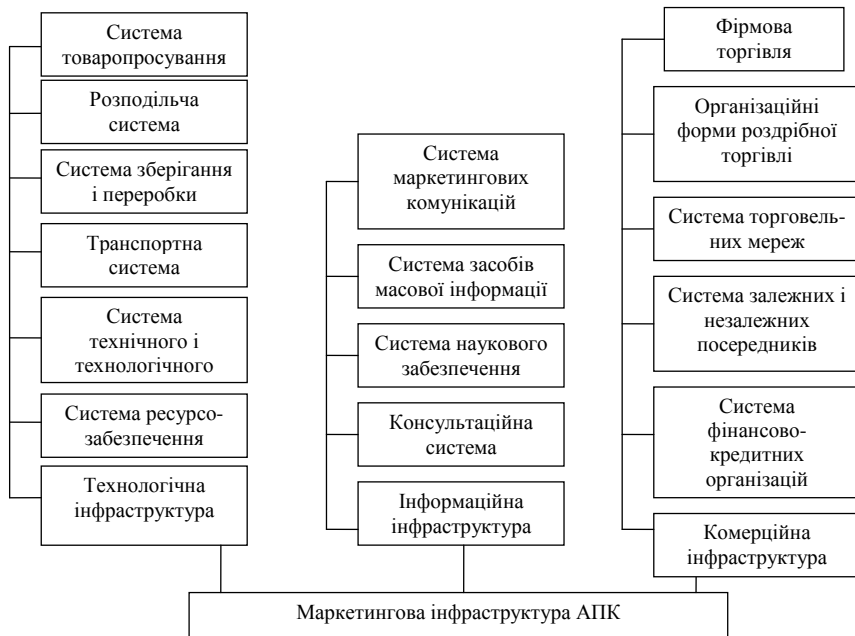 Система
товаропросування
Розподільча
система
Система зберігання
і переробки
Транспортна
система
Система
технічного і
технологічного
Система ресурсо-
забезпечення
Технологічна
інфраструктура
Система
маркетингових
комунікацій
Система засобів
масової інформації
Система наукового
забезпечення
Консультаційна
система
Інформаційна
інфраструктура
Фірмова
торгівля
Організаційні
форми роздрібної
торгівлі
Система торговель-
них мереж
Система залежних і
незалежних
посередників
Система
фінансово-
кредитних
організацій
Комерційна
інфраструктура
Маркетингова інфраструктура АПК